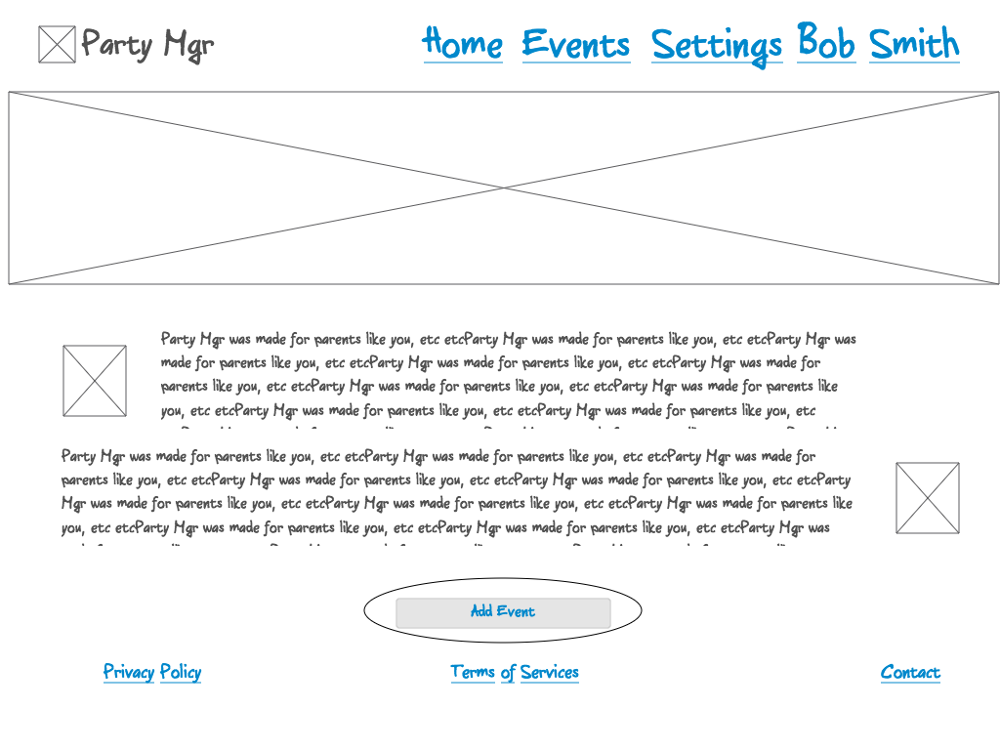 Party Mgr Home Events Settings Bob Smith
Party Mgr was made for parents like you, etc etcParty Mgr was made for parents like you, etc etcParty Mgr was
made for parents like you, etc etcParty Mgr was made for parents like you, etc etcParty Mgr was made for
parents like you, etc etcParty Mgr was made for parents like you, etc etcParty Mgr was made for parents like
you, etc etcParty Mgr was made for parents like you, etc etcParty Mgr was made for parents like you, etc
Party Mgr was made for parents like you, etc etcParty Mgr was made for parents like you, etc etcParty Mgr was made for
parents like you, etc etcParty Mgr was made for parents like you, etc etcParty Mgr was made for parents like you, etc etcParty
Mgr was made for parents like you, etc etcParty Mgr was made for parents like you, etc etcParty Mgr was made for parents like
you, etc etcParty Mgr was made for parents like you, etc etcParty Mgr was made for parents like you, etc etcParty Mgr was
Add Event
Privacy Policy Terms of Services Contact